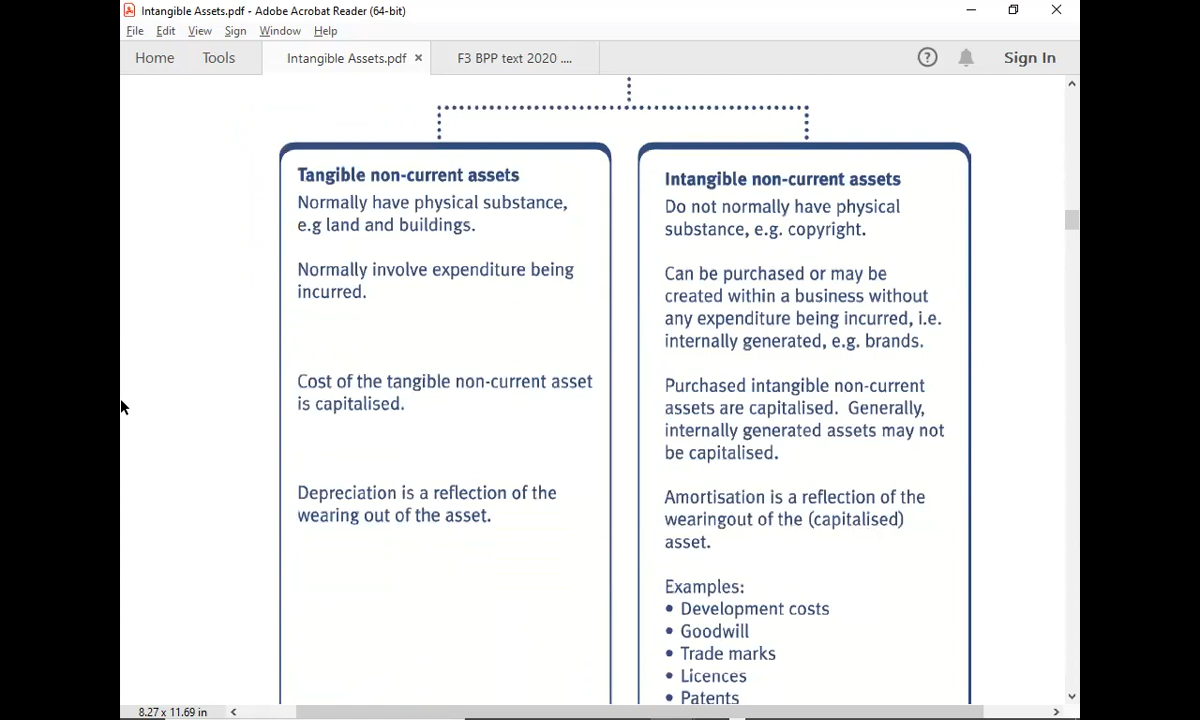 Intangible Assets.pdf - Adobe Acrobat Reader (64-bit)
File Edit View Sign Window Help
Home Tools Intangible Assets.pdf × F3 BPP text 2020 .... ? Sign In
Tangible non-current assets
Normally have physical substance,
e.g land and buildings.
Normally involve expenditure being
incurred.
Cost of the tangible non-current asset
is capitalised.
Depreciation is a reflection of the
wearing out of the asset.
Intangible non-current assets
Do not normally have physical
substance, e.g. copyright.
Can be purchased or may be
created within a business without
any expenditure being incurred, i.e.
internally generated, e.g. brands.
Purchased intangible non-current
assets are capitalised. Generally,
internally generated assets may not
be capitalised.
Amortisation is a reflection of the
wearingout of the (capitalised)
asset.
Examples:
• Development costs
• Goodwill
• Trade marks
• Licences
• Patents
8.27 x 11.69 in